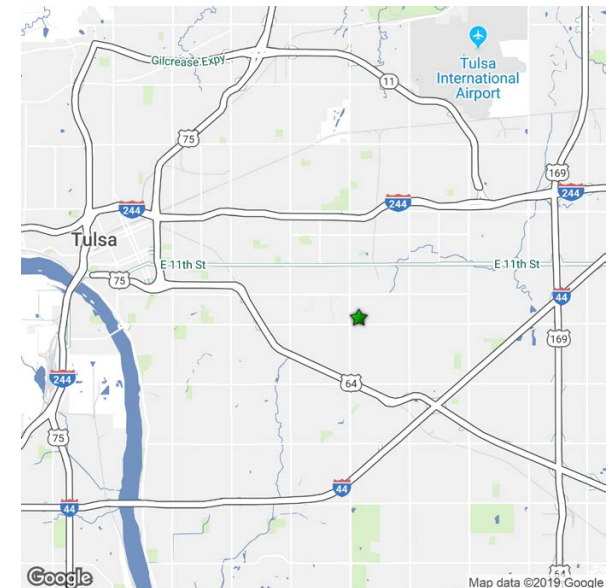 Gilcrease Expy
Tulsa
International
Airport
11
75
169
244
244
244
Tulsa
E 11th St
E 11th St
75
44
169
64
244
75
44
44
64
Google
Map data ©2019 Google